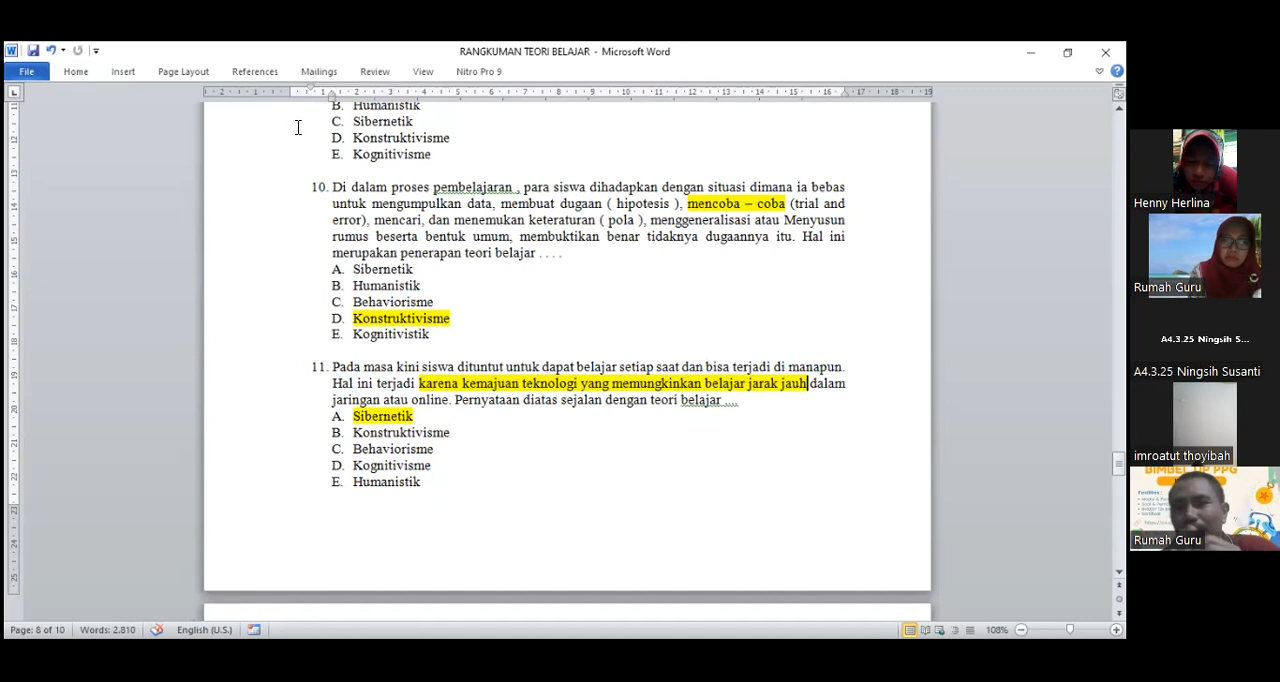 RANGKUMAN TEORI BELAJAR - Microsoft Word
File Home Insert Page Layout References Mailings Review View Nitro Pro 9
B. Humanistik
C. Sibernetik
D. Konstruktivisme
E. Kognitivisme
10. Di dalam proses pembelajaran , para siswa dihadapkan dengan situasi dimana ia bebas
untuk mengumpulkan data, membuat dugaan ( hipotesis ), mencoba – coba (trial and
error), mencari, dan menemukan keteraturan ( pola ), menggeneralisasi atau Menyusun
rumus beserta bentuk umum, membuktikan benar tidaknya dugaannya itu. Hal ini
merupakan penerapan teori belajar . . . .
A. Sibernetik
B. Humanistik
C. Behaviorisme
D. Konstruktivisme
E. Kognitivistik
11. Pada masa kini siswa dituntut untuk dapat belajar setiap saat dan bisa terjadi di manapun.
Hal ini terjadi karena kemajuan teknologi yang memungkinkan belajar jarak jauh dalam
jaringan atau online. Pernyataan diatas sejalan dengan teori belajar ....
A. Sibernetik
B. Konstruktivisme
C. Behaviorisme
D. Kognitivisme
E. Humanistik
Page: 8 of 10 Words: 2.810 English (U.S.) 108%
Henny Herlina
Rumah Guru
A4.3.25 Ningsih S...
A4.3.25 Ningsih Susanti
imroatut thoyibah
BIMBEL UP PPG
Rumah Guru